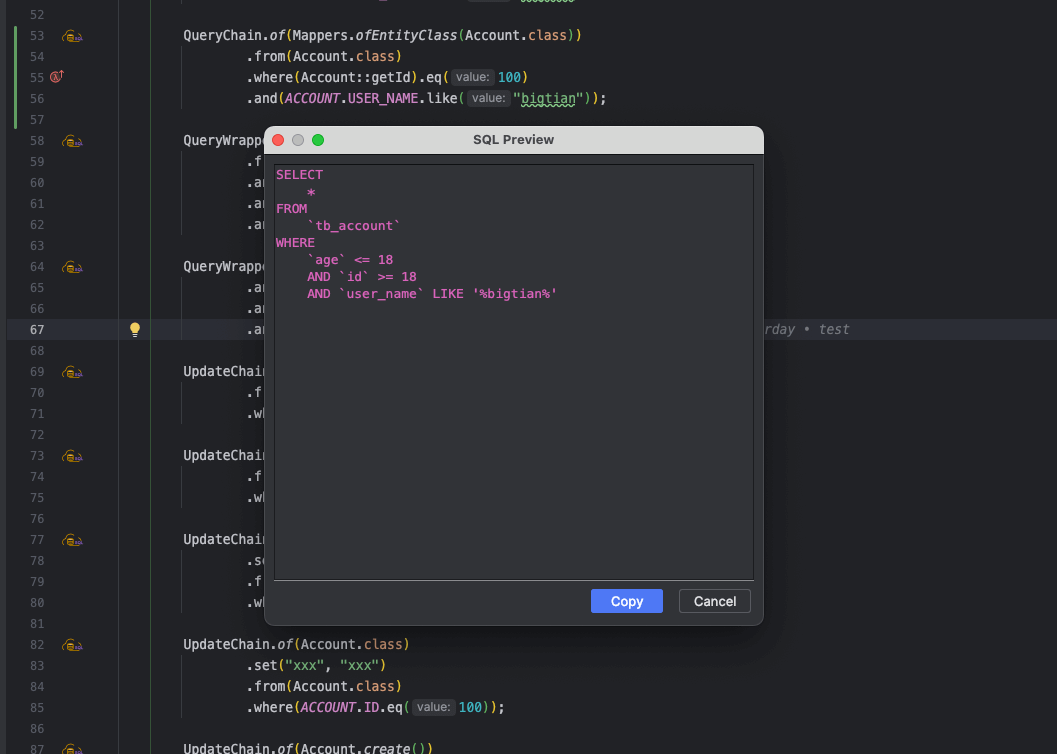 52
53 QueryChain.of(Mappers.ofEntityClass(Account.class))
54 .from(Account.class)
55 .where(Account::getId).eq( value: 100)
56 .and(ACCOUNT.USER_NAME.like( value: "bigtian"));
57
58 QueryWrapp
SQL Preview
59 .f
60 .an
61 .an
62 .an
63
64 QueryWrapp
65 .an
66 .an
67 .an
rday • test
68
69 UpdateChain
70 .f
71 .wh
72
73 UpdateChain
74 .f
75 .wh
76
77 UpdateChain
78 .se
79 .f
80 .wh
81
SELECT
*
FROM
`tb_account`
WHERE
`age` <= 18
AND `id` >= 18
AND `user_name` LIKE '%bigtian%'
Copy Cancel
82 UpdateChain.of(Account.class)
83 .set("xxx", "xxx")
84 .from(Account.class)
85 .where(ACCOUNT.ID.eq( value: 100));
86
87 UpdateChain.of(Account.create())